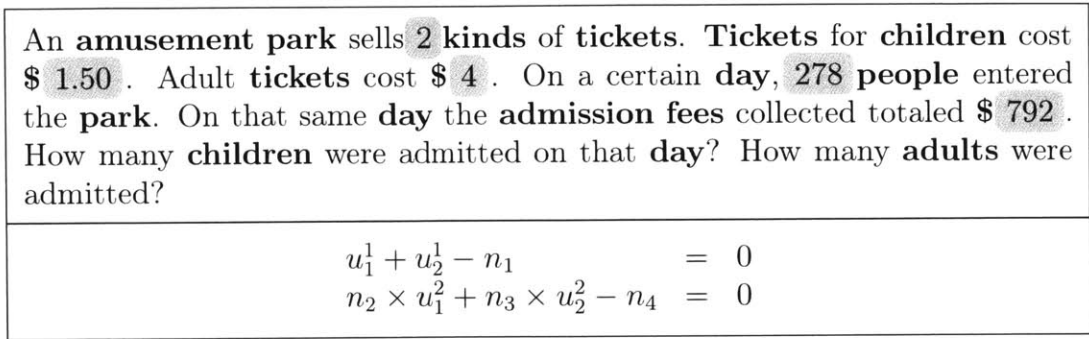 An amusement park sells 2 kinds of tickets. Tickets for children cost
$ 1.50 . Adult tickets cost $ 4 . On a certain day, 278 people entered
the park. On that same day the admission fees collected totaled $ 792 .
How many children were admitted on that day? How many adults were
admitted?
u₁¹ + u₂¹ − n₁ = 0
n₂ × u₁² + n₃ × u₂² − n₄ = 0